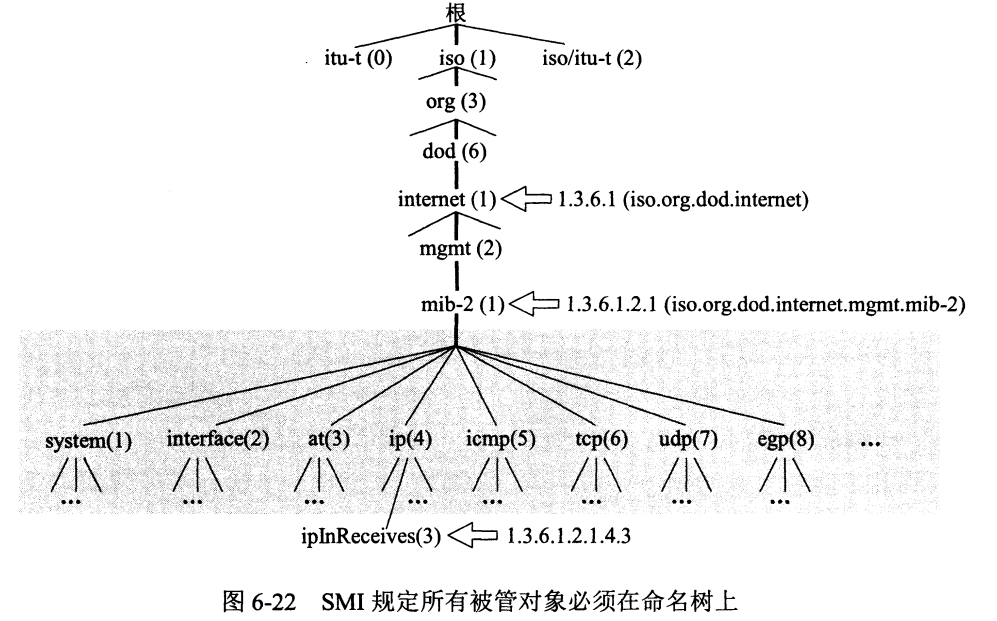 根
itu-t (0) iso (1) iso/itu-t (2)
org (3)
dod (6)
internet (1) 1.3.6.1 (iso.org.dod.internet)
mgmt (2)
mib-2 (1) 1.3.6.1.2.1 (iso.org.dod.internet.mgmt.mib-2)
system(1) interface(2) at(3) ip(4) icmp(5) tcp(6) udp(7) egp(8) ...
... ... ... ... ... ... ... ...
ipInReceives(3) 1.3.6.1.2.1.4.3
图 6-22 SMI 规定所有被管对象必须在命名树上